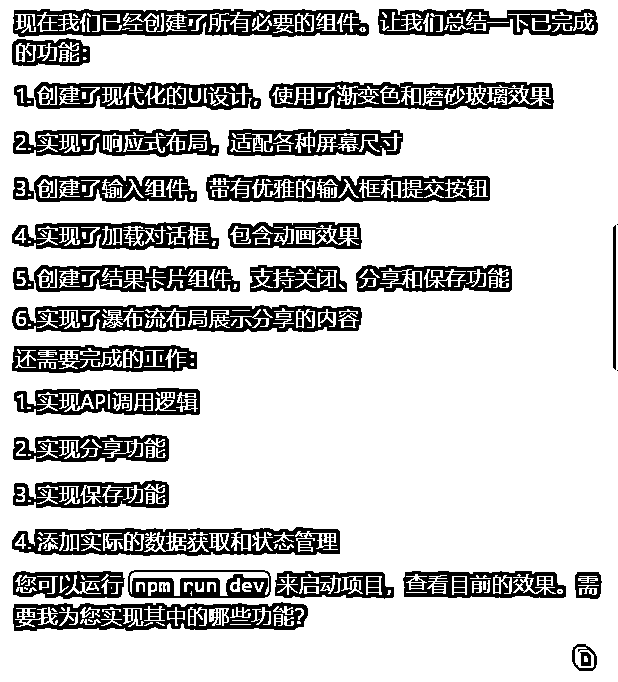 现在我们已经创建了所有必要的组件。让我们总结一下已完成
的功能：
1. 创建了现代化的UI设计，使用了渐变色和磨砂玻璃效果
2. 实现了响应式布局，适配各种屏幕尺寸
3. 创建了输入组件，带有优雅的输入框和提交按钮
4. 实现了加载对话框，包含动画效果
5. 创建了结果卡片组件，支持关闭、分享和保存功能
6. 实现了瀑布流布局展示分享的内容
还需要完成的工作：
1. 实现API调用逻辑
2. 实现分享功能
3. 实现保存功能
4. 添加实际的数据获取和状态管理
您可以运行 npm run dev 来启动项目，查看目前的效果。需
要我为您实现其中的哪些功能？